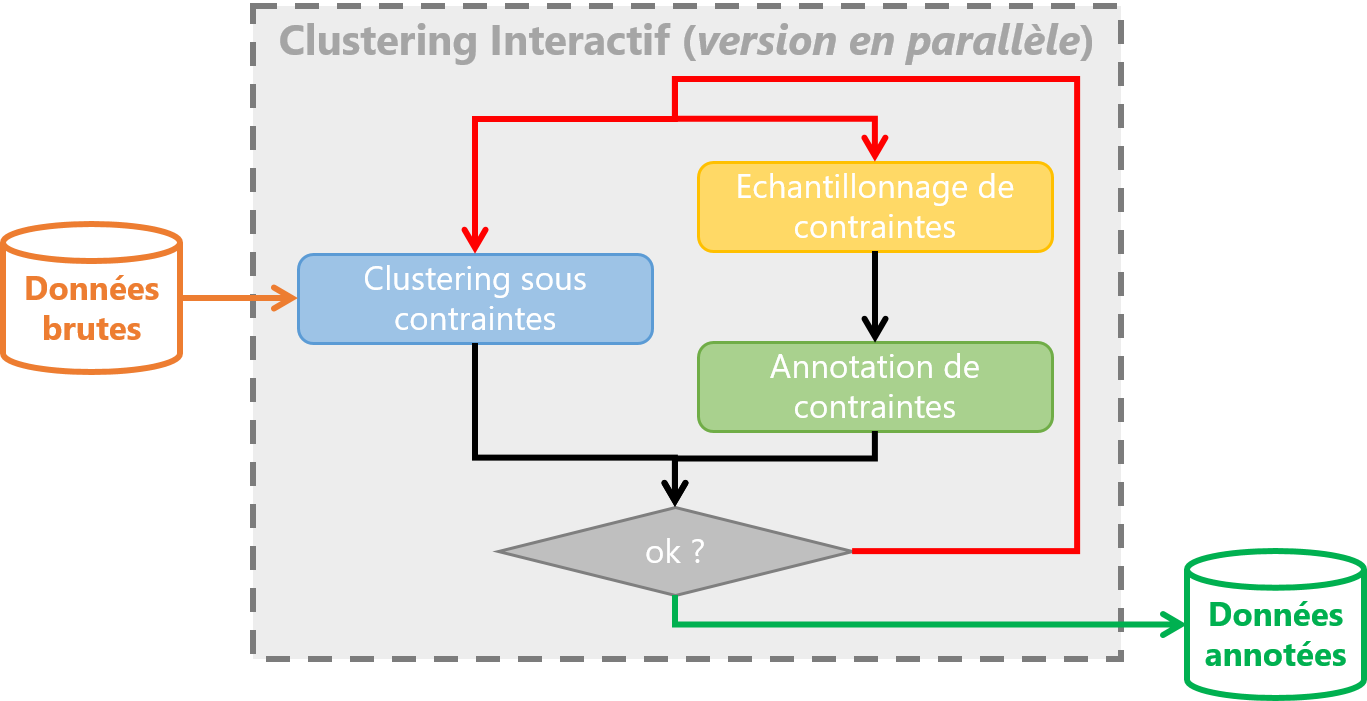 Clustering Interactif (version en parallèle)
Echantillonnage de
contraintes
Données
brutes
Clustering sous
contraintes
Annotation de
contraintes
ok ?
Données
annotées